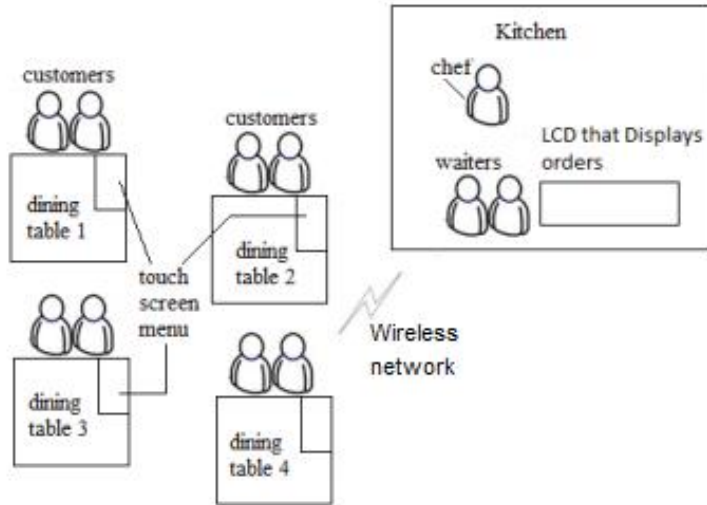 Kitchen
chef
LCD that Displays
orders
waiters
customers
customers
dining
table 1
dining
table 2
touch
screen
menu
Wireless
network
dining
table 3
dining
table 4